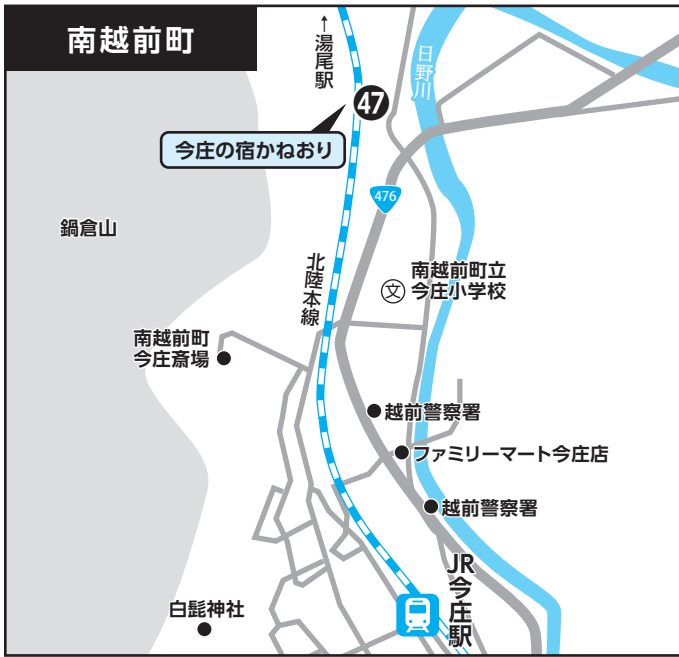 南越前町
↑湯尾駅
日野川
47
今庄の宿かねおり
476
鍋倉山
北陸本線
文
南越前町立
今庄小学校
南越前町
今庄斎場
越前警察署
ファミリーマート今庄店
越前警察署
JR今庄駅
白髭神社